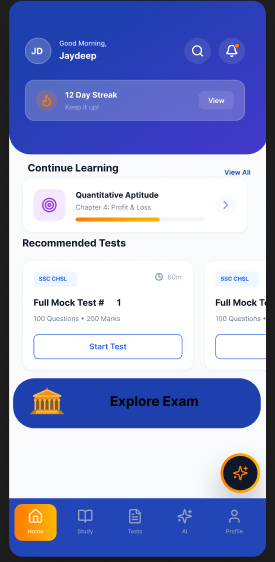 JD
Good Morning,
Jaydeep
12 Day Streak
Keep it up!
View
Continue Learning
View All
Quantitative Aptitude
Chapter 4: Profit & Loss
Recommended Tests
SSC CHSL
60m
Full Mock Test # 1
100 Questions • 200 Marks
Start Test
SSC CHSL
Full Mock Te
100 Questions
Explore Exam
Home
Study
Tests
AI
Profile